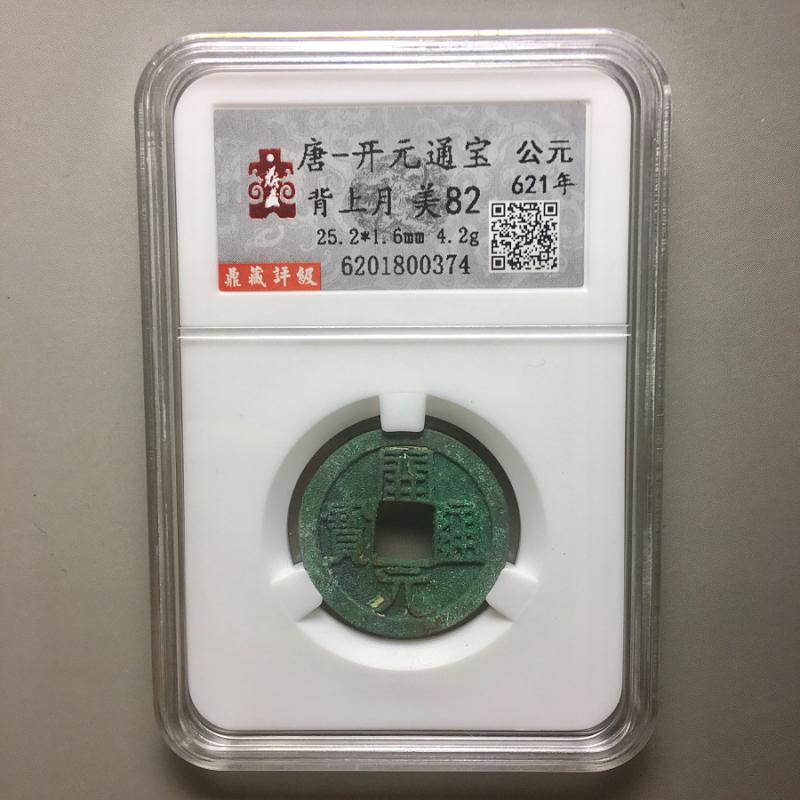 唐-开元通宝 公元
背上月 美82 621年
25.2*1.6mm 4.2g
6201800374
鼎藏評級
開
寶 通
元